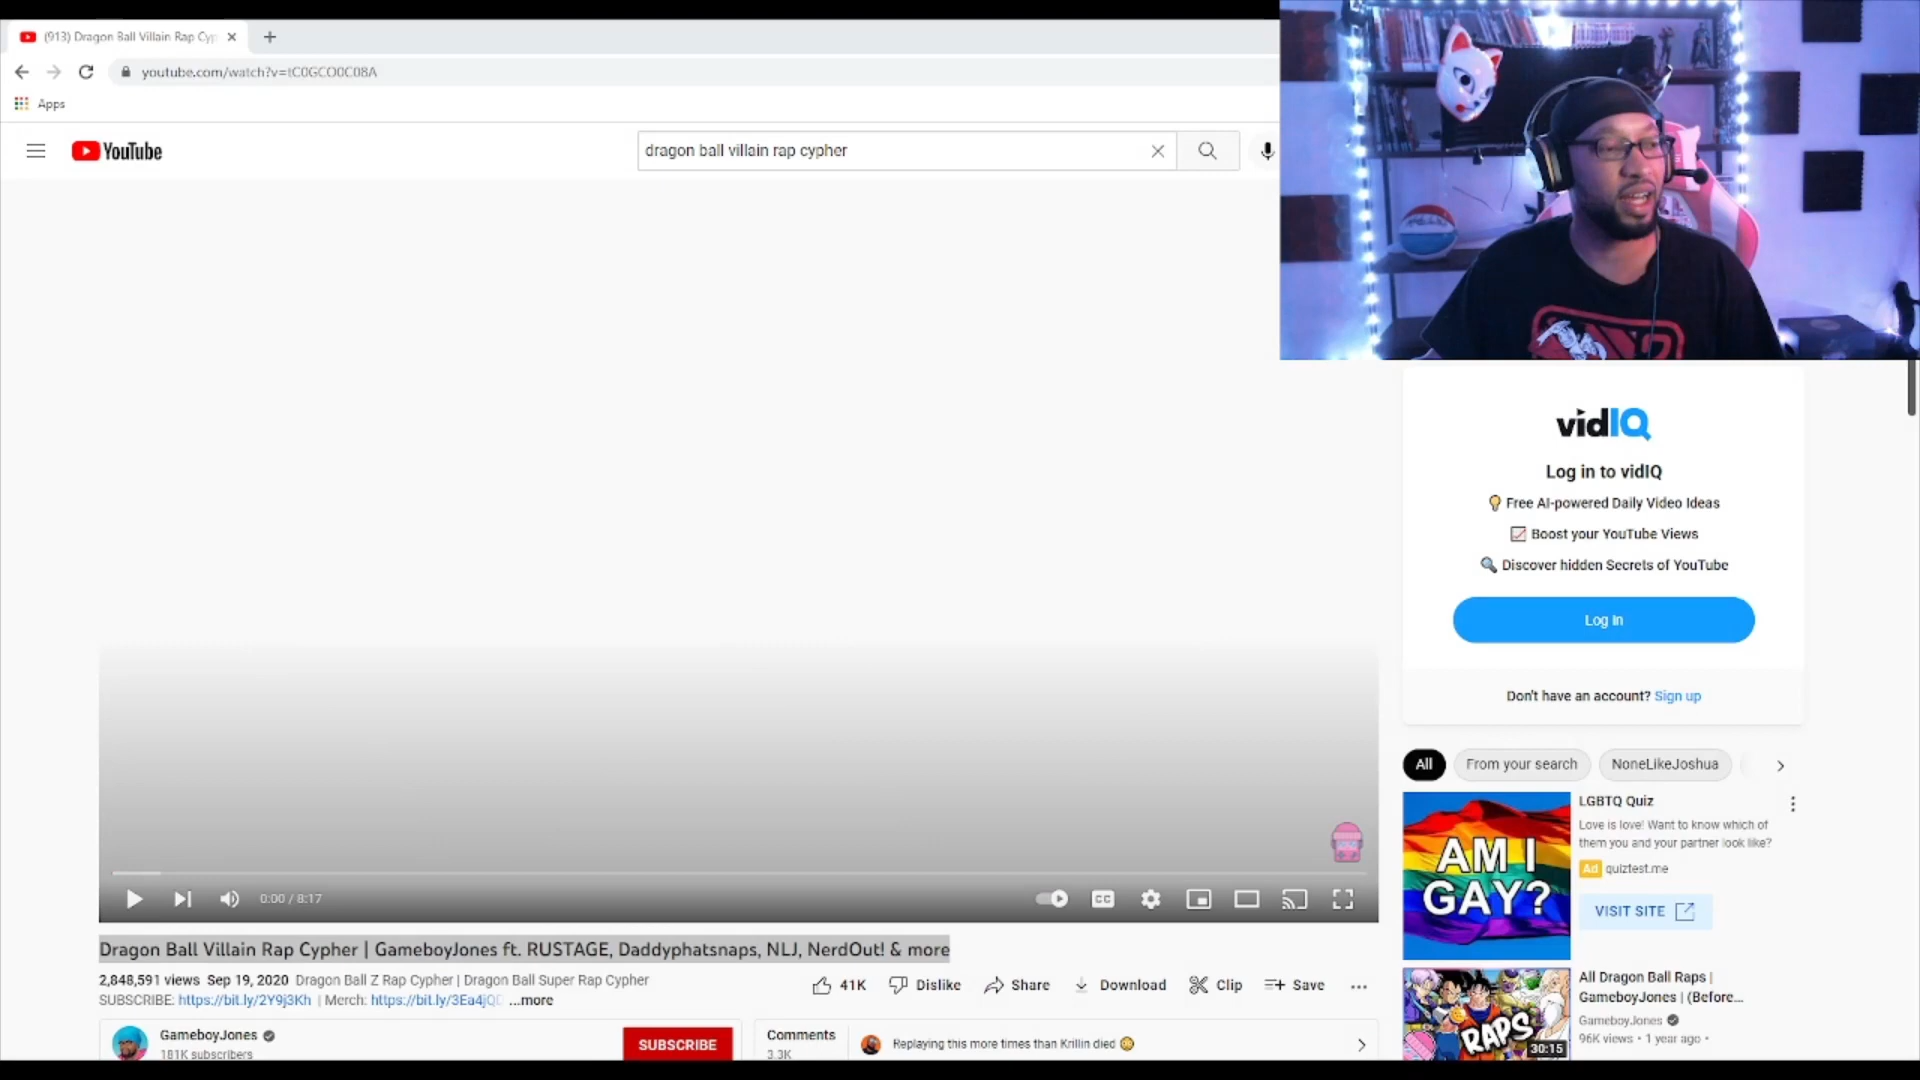 (913) Dragon Ball Villain Rap Cyp
youtube.com/watch?v=tC0GCO0C08A
Apps
YouTube
dragon ball villain rap cypher
vidIQ
Log in to vidIQ
Free AI-powered Daily Video Ideas
Boost your YouTube Views
Discover hidden Secrets of YouTube
Log in
Don't have an account? Sign up
All
From your search
NoneLikeJoshua
AM I
GAY?
LGBTQ Quiz
Love is love! Want to know which of
them you and your partner look like?
Ad quiztest.me
VISIT SITE
0:00 / 8:17
CC
Dragon Ball Villain Rap Cypher | GameboyJones ft. RUSTAGE, Daddyphatsnaps, NLJ, NerdOut! & more
2,848,591 views Sep 19, 2020 Dragon Ball Z Rap Cypher | Dragon Ball Super Rap Cypher
SUBSCRIBE: https://bit.ly/2Y9j3Kh | Merch: https://bit.ly/3Ea4jQD ...more
41K
Dislike
Share
Download
Clip
Save
GameboyJones
181K subscribers
SUBSCRIBE
Comments
3.3K
Replaying this more times than Krillin died
RAPS
30:15
All Dragon Ball Raps |
GameboyJones | (Before...
GameboyJones
96K views • 1 year ago •